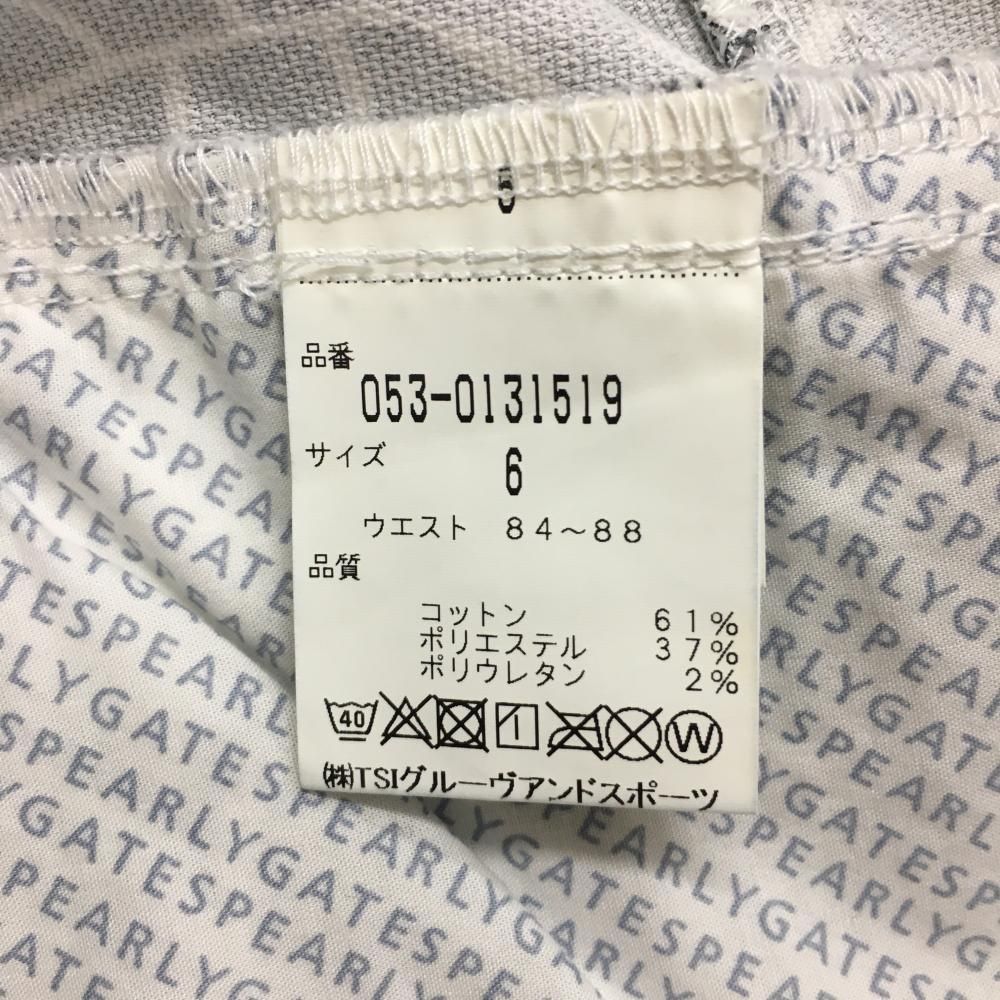 品番
053-0131519
サイズ
6
ウエスト 84～88
品質
コットン 61%
ポリエステル 37%
ポリウレタン 2%
40 W
㈱TSIグルーヴアンドスポーツ
PEARLYGATES